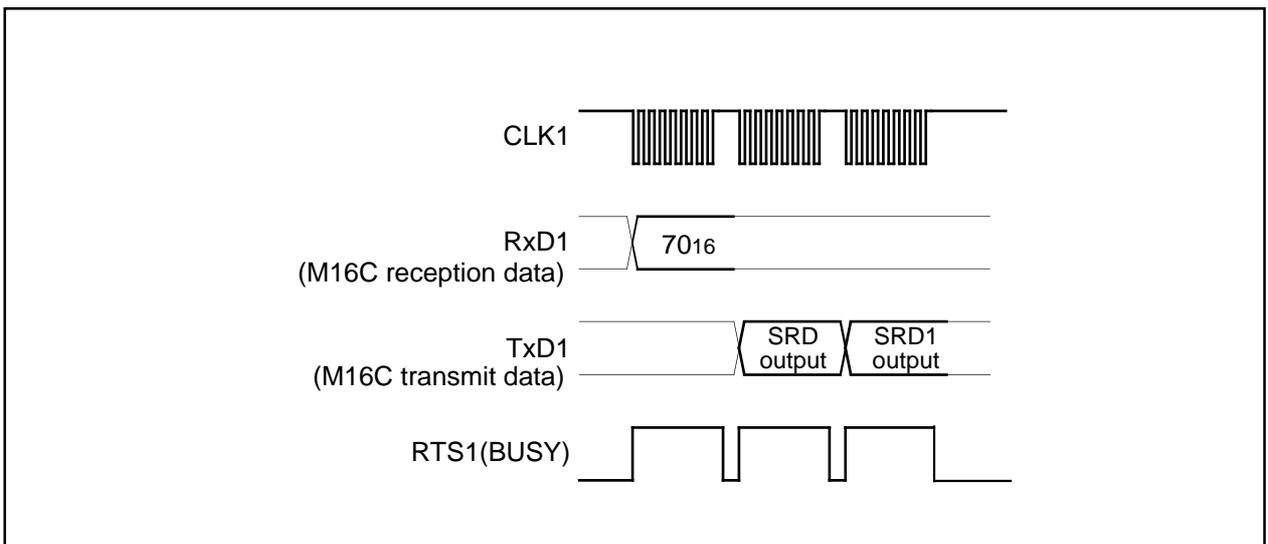 CLK1
RxD1
(M16C reception data)
7016
TxD1
(M16C transmit data)
SRD
output
SRD1
output
RTS1(BUSY)